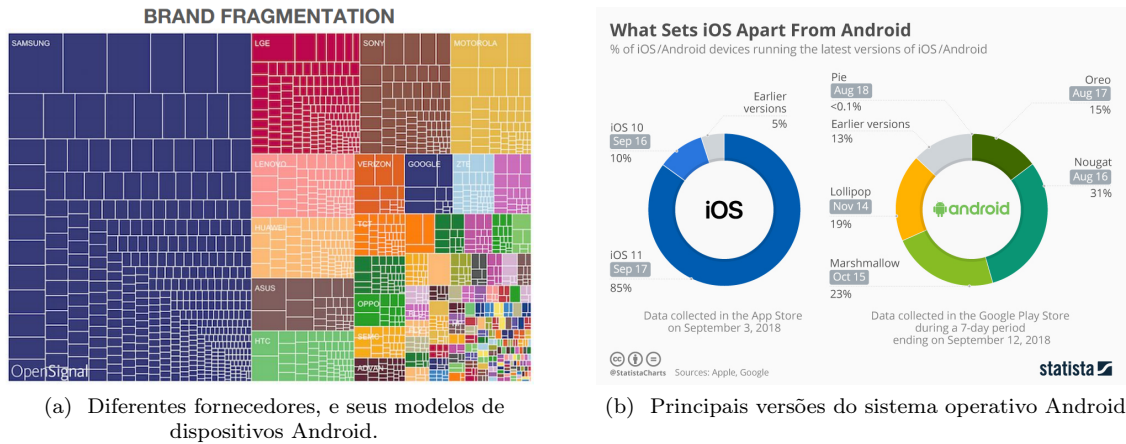 BRAND FRAGMENTATION
SAMSUNG
LGE
SONY
MOTOROLA
LENOVO
VERIZON
GOOGLE
ZTE
HUAWEI
TCT
ASUS
OPPO
HTC
SEMC
ADVAN
OpenSignal
(a) Diferentes fornecedores, e seus modelos de
dispositivos Android.
What Sets iOS Apart From Android
% of iOS/Android devices running the latest versions of iOS/Android
Earlier
versions
5%
iOS 10
Sep 16
10%
iOS
iOS 11
Sep 17
85%
Data collected in the App Store
on September 3, 2018
Pie
Aug 18
<0.1%
Earlier versions
13%
Oreo
Aug 17
15%
Nougat
Aug 16
31%
Lollipop
Nov 14
19%
android
Marshmallow
Oct 15
23%
Data collected in the Google Play Store
during a 7-day period
ending on September 12, 2018
@StatistaCharts Sources: Apple, Google
statista
(b) Principais versões do sistema operativo Android